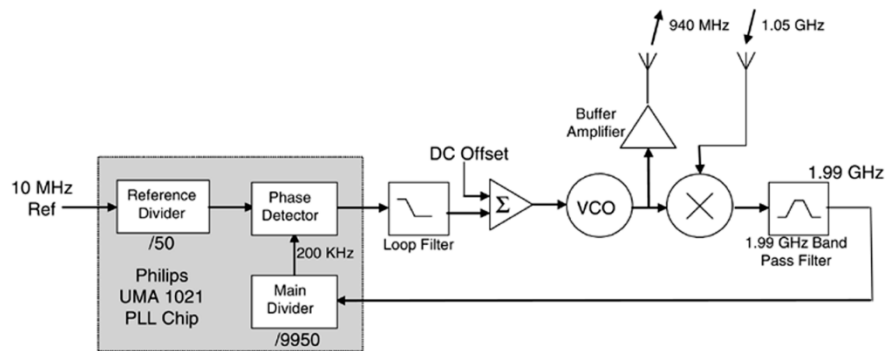 940 MHz
1.05 GHz
Buffer
Amplifier
DC Offset
1.99 GHz
10 MHz
Ref
Reference
Divider
Phase
Detector
Σ
VCO
/50
Loop Filter
1.99 GHz Band
Pass Filter
200 KHz
Philips
UMA 1021
PLL Chip
Main
Divider
/9950